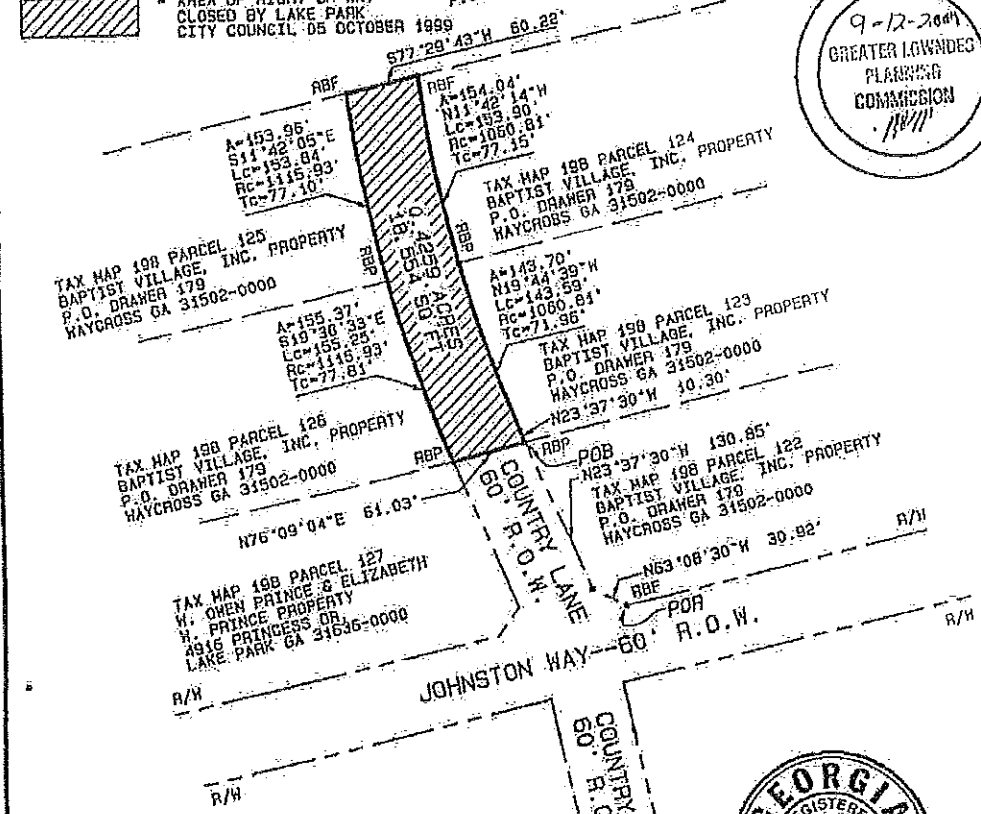 CLOSED BY LAKE PARK
CITY COUNCIL 05 OCTOBER 1999
9-12-2001
GREATER LOWNDES
PLANNING
COMMISSION
S77°29'43"W 60.22'
RBF
RBF
A=153.96'
S11°42'05"E
LC=153.84'
RC=1115.93'
TC=77.10'
A=154.04'
N11°42'14"W
LC=153.90'
RC=1060.81'
TC=77.15'
TAX MAP 198 PARCEL 124
BAPTIST VILLAGE, INC. PROPERTY
P.O. DRAWER 179
WAYCROSS GA 31502-0000
TAX MAP 198 PARCEL 125
BAPTIST VILLAGE, INC. PROPERTY
P.O. DRAWER 179
WAYCROSS GA 31502-0000
RBP
RBP
0.4259 ACRES
18,554 SQ FT
A=143.70'
N19°44'39"W
LC=143.59'
RC=1060.81'
TC=71.96'
A=155.37'
LC=155.25'
RC=1115.93'
TC=77.81'
TAX MAP 198 PARCEL 123
BAPTIST VILLAGE, INC. PROPERTY
P.O. DRAWER 179
WAYCROSS GA 31502-0000
N23°37'30"W 10.30'
TAX MAP 198 PARCEL 126
BAPTIST VILLAGE, INC. PROPERTY
P.O. DRAWER 179
WAYCROSS GA 31502-0000
RBP
RBP
POB
N23°37'30"W 130.85'
TAX MAP 198 PARCEL 122
BAPTIST VILLAGE, INC. PROPERTY
P.O. DRAWER 179
WAYCROSS GA 31502-0000
N76°09'04"E 61.03'
COUNTRY LANE
60' R.O.W.
N63°08'30"W 30.92'
RBF
R/W
POR
TAX MAP 198 PARCEL 127
W. OWEN PRINCE & ELIZABETH
H. PRINCE PROPERTY
4916 PRINCESS DR.
LAKE PARK GA 31636-0000
R/W
JOHNSTON WAY--60' R.O.W.
R/W
COUNTRY
60' R.O
R/W
GEORGIA
REGISTERE